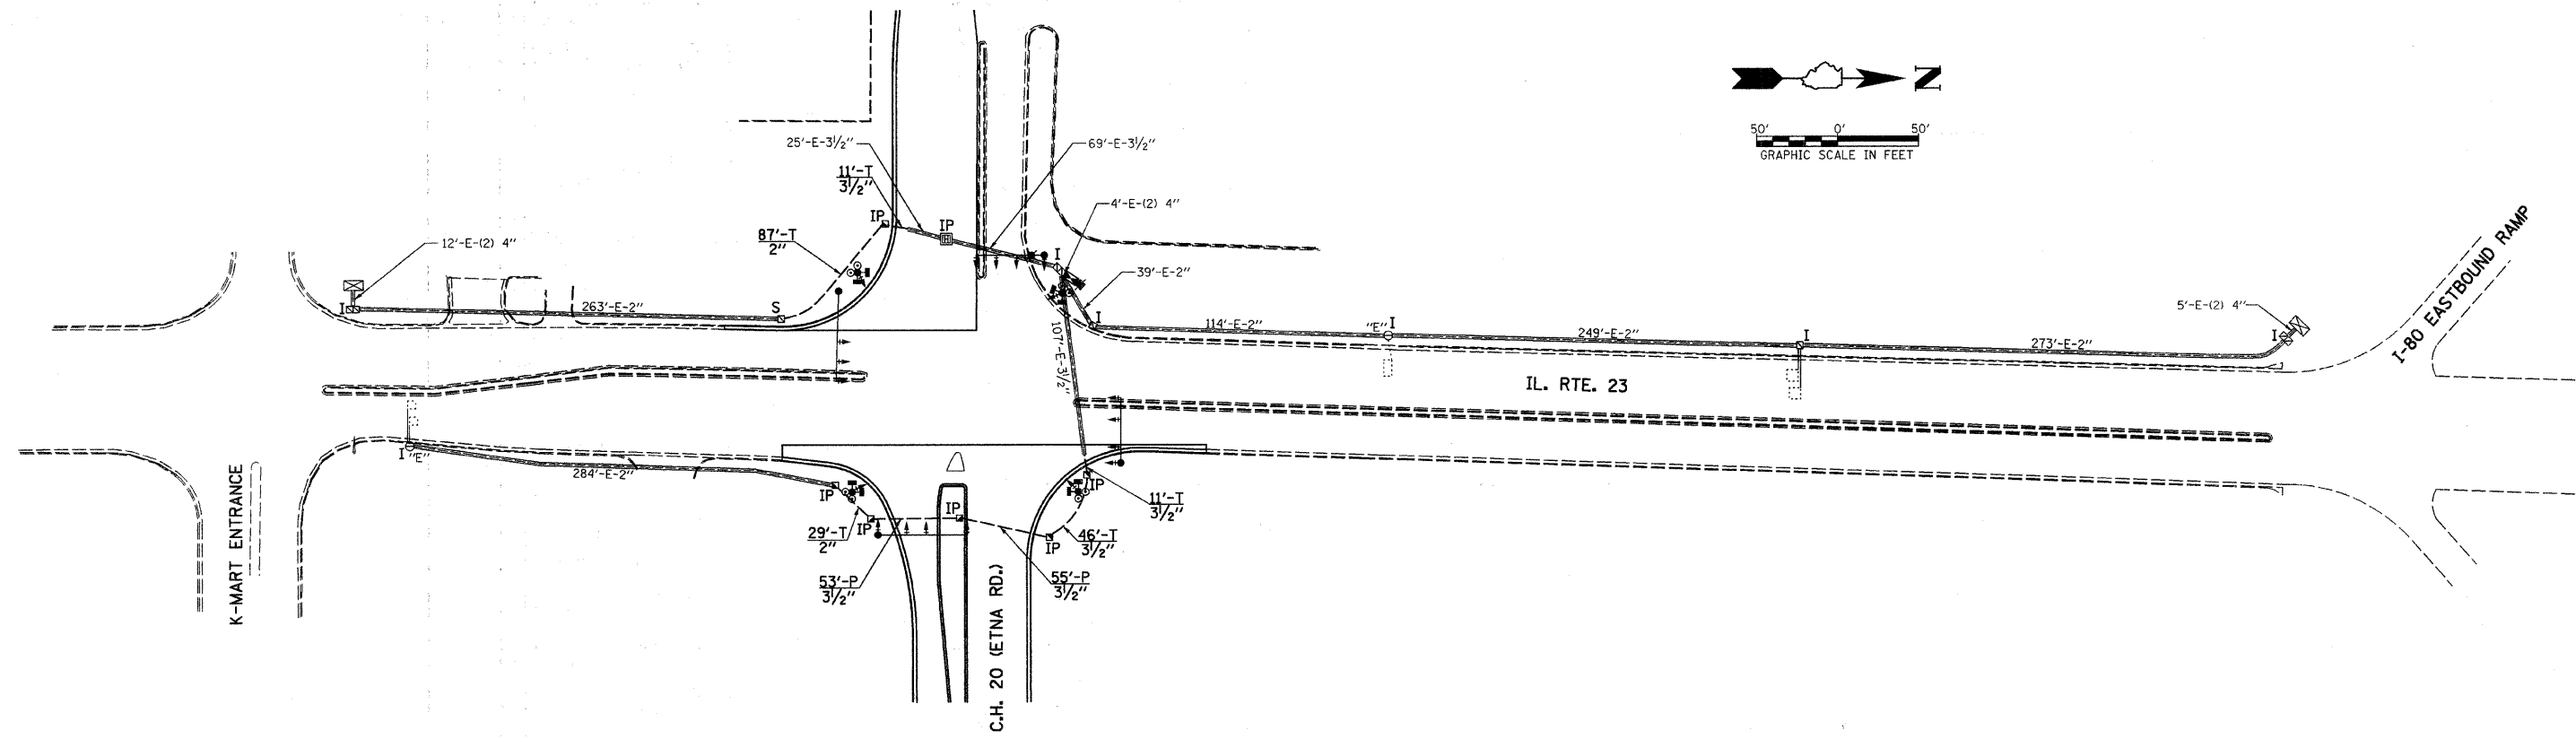 N
50' 0' 50'
GRAPHIC SCALE IN FEET
25'-E-3½"
69'-E-3½"
11'-T
3½"
4'-E-(2) 4"
IP
IP
87'-T
2"
12'-E-(2) 4"
I
39'-E-2"
I
263'-E-2"
S
I
114'-E-2"
"E" I
249'-E-2"
I
273'-E-2"
5'-E-(2) 4"
I
I-80 EASTBOUND RAMP
107'-E-3½"
IL. RTE. 23
I "E"
284'-E-2"
IP
IP
11'-T
3½"
IP
IP
29'-T
2"
46'-T
3½"
IP
53'-P
3½"
55'-P
3½"
K-MART ENTRANCE
C.H. 20 (ETNA RD.)